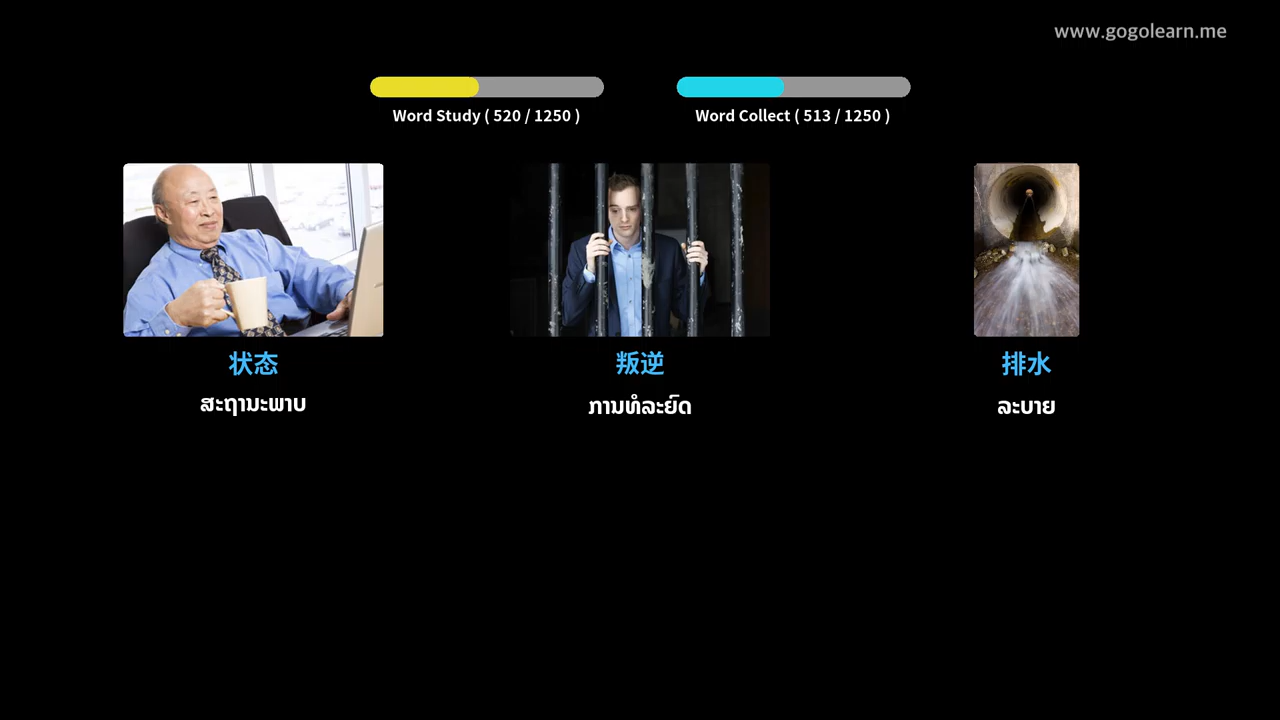 www.gogolearn.me
Word Study ( 520 / 1250 )
Word Collect ( 513 / 1250 )
状态
叛逆
排水
ສະຖານະພາບ
ການທໍລະຍົດ
ລະບາຍ